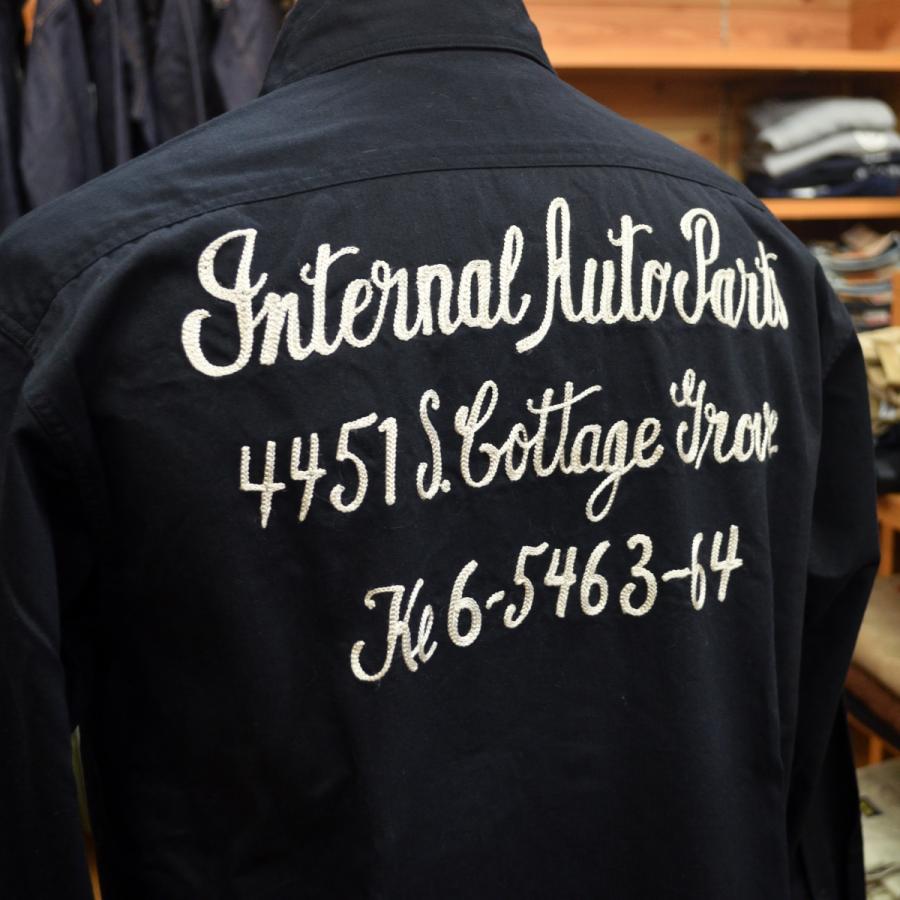 Internal Auto Parts
4451 S. Cottage Grove
Ke 6-5463-64